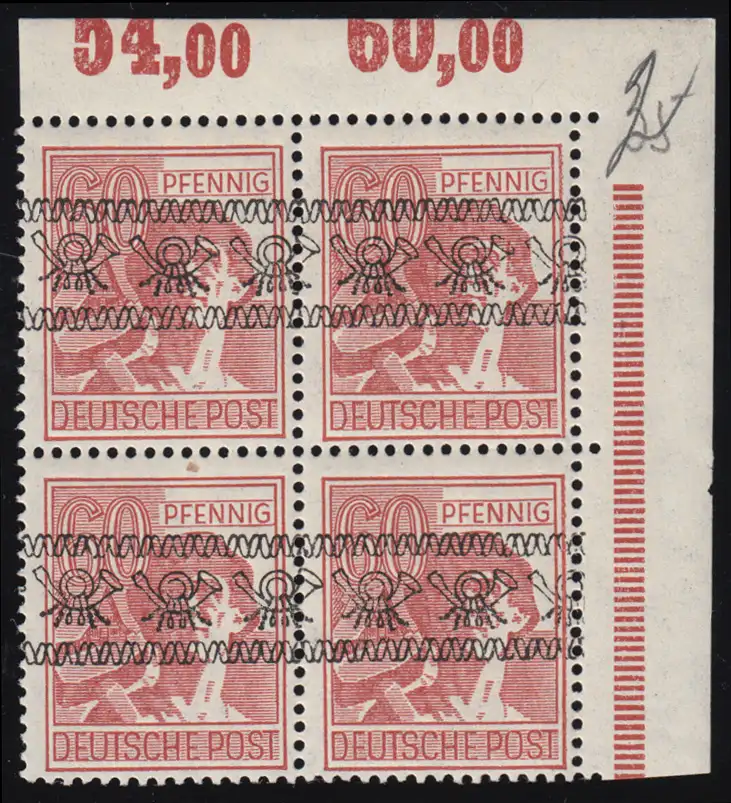 54,00 60,00
60 PFENNIG 60 PFENNIG
DEUTSCHE POST DEUTSCHE POST
60 PFENNIG 60 PFENNIG
DEUTSCHE POST DEUTSCHE POST